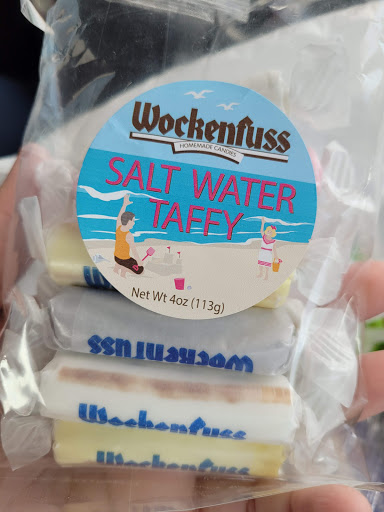 Wockenfuss
HOMEMADE CANDIES
SALT WATER
TAFFY
Net Wt 4oz (113g)
W
Wockenfuss
Wockenfuss
Wockenfuss